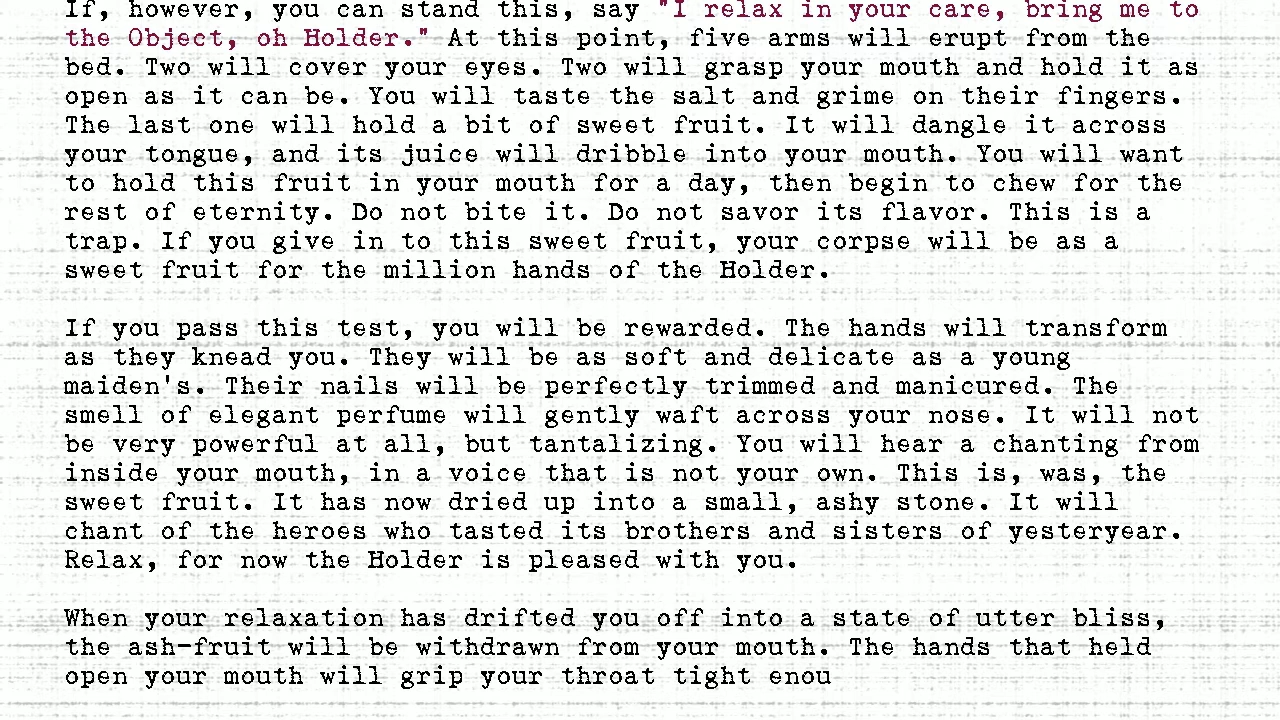 If, however, you can stand this, say "I relax in your care, bring me to
the Object, oh Holder." At this point, five arms will erupt from the
bed. Two will cover your eyes. Two will grasp your mouth and hold it as
open as it can be. You will taste the salt and grime on their fingers.
The last one will hold a bit of sweet fruit. It will dangle it across
your tongue, and its juice will dribble into your mouth. You will want
to hold this fruit in your mouth for a day, then begin to chew for the
rest of eternity. Do not bite it. Do not savor its flavor. This is a
trap. If you give in to this sweet fruit, your corpse will be as a
sweet fruit for the million hands of the Holder.
If you pass this test, you will be rewarded. The hands will transform
as they knead you. They will be as soft and delicate as a young
maiden's. Their nails will be perfectly trimmed and manicured. The
smell of elegant perfume will gently waft across your nose. It will not
be very powerful at all, but tantalizing. You will hear a chanting from
inside your mouth, in a voice that is not your own. This is, was, the
sweet fruit. It has now dried up into a small, ashy stone. It will
chant of the heroes who tasted its brothers and sisters of yesteryear.
Relax, for now the Holder is pleased with you.
When your relaxation has drifted you off into a state of utter bliss,
the ash-fruit will be withdrawn from your mouth. The hands that held
open your mouth will grip your throat tight enou